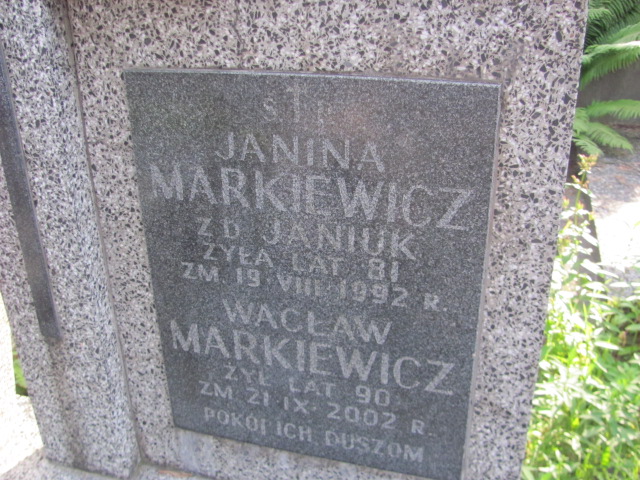 Ś P
JANINA
MARKIEWICZ
Z D. JANIUK
ŻYŁA LAT 81
ZM 19 VIII 1992 R.
WACŁAW
MARKIEWICZ
ŻYŁ LAT 90
ZM 21 IX 2002 R.
POKÓJ ICH DUSZOM